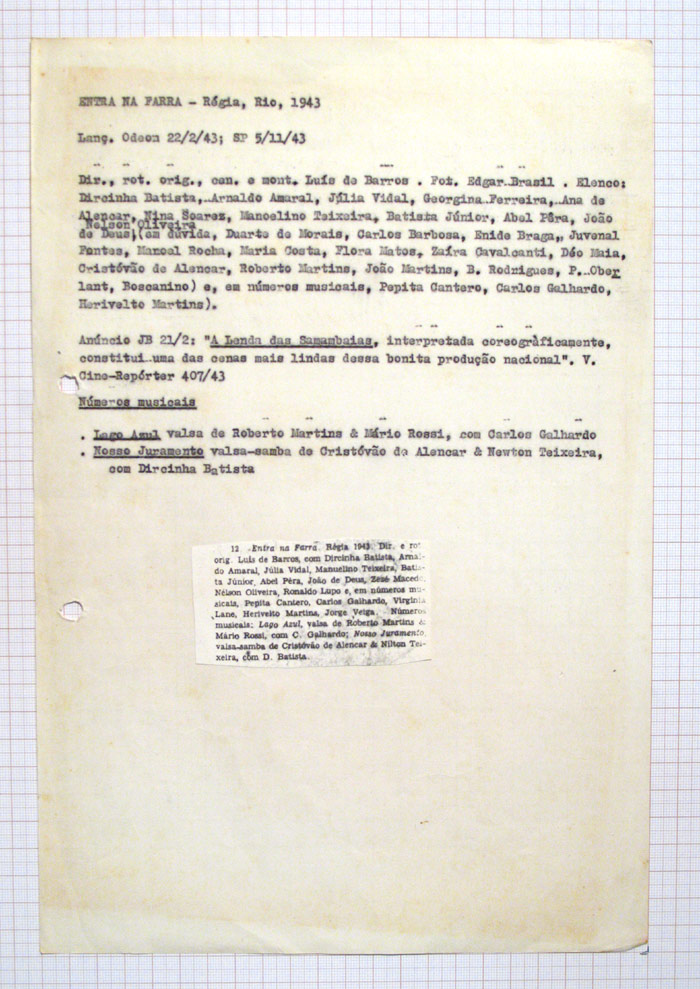 ENTRA NA FARRA - Régia, Rio, 1943
Lanç. Odeon 22/2/43; SP 5/11/43
Dir., rot. orig., cen. e mont. Luís de Barros . Fot. Edgar Brasil . Elenco:
Dircinha Batista, Arnaldo Amaral, Júlia Vidal, Georgina Ferreira, Ana de
Alencar, Nina Soarez, Manoelino Teixeira, Batista Júnior, Abel Pêra, João
Nelson Oliveira
de Deus, (em dúvida, Duarte de Morais, Carlos Barbosa, Enide Braga, Juvenal
Fontes, Manoel Rocha, Maria Costa, Flora Matos, Zaíra Cavalcanti, Déo Maia,
Cristóvão de Alencar, Roberto Martins, João Martins, B. Rodrigues, P. Ober
lant, Boscanino) e, em números musicais, Pepita Cantero, Carlos Galhardo,
Herivelto Martins).
Anúncio JB 21/2: "A Lenda das Samambaias, interpretada coreogràficamente,
constitui uma das cenas mais lindas dessa bonita produção nacional". V.
Cine-Repórter 407/43
Números musicais
. Lago Azul valsa de Roberto Martins & Mário Rossi, com Carlos Galhardo
. Nosso Juramento valsa-samba de Cristóvão de Alencar & Newton Teixeira,
com Dircinha Batista
12. Entra na Farra. Régia 1943. Dir. e rot
orig. Luís de Barros, com Dircinha Batista, Arnal-
do Amaral, Júlia Vidal, Manuelino Teixeira, Batis-
ta Júnior, Abel Pêra, João de Deus, Zezé Macedo,
Nélson Oliveira, Ronaldo Lupo e, em números mu-
sicais, Pepita Cantero, Carlos Galhardo, Virgínia
Lane, Herivelto Martins, Jorge Veiga. Números
musicais: Lago Azul, valsa de Roberto Martins &
Mário Rossi, com C. Galhardo; Nosso Juramento,
valsa-samba de Cristóvão de Alencar & Nilton Tei-
xeira, com D. Batista.